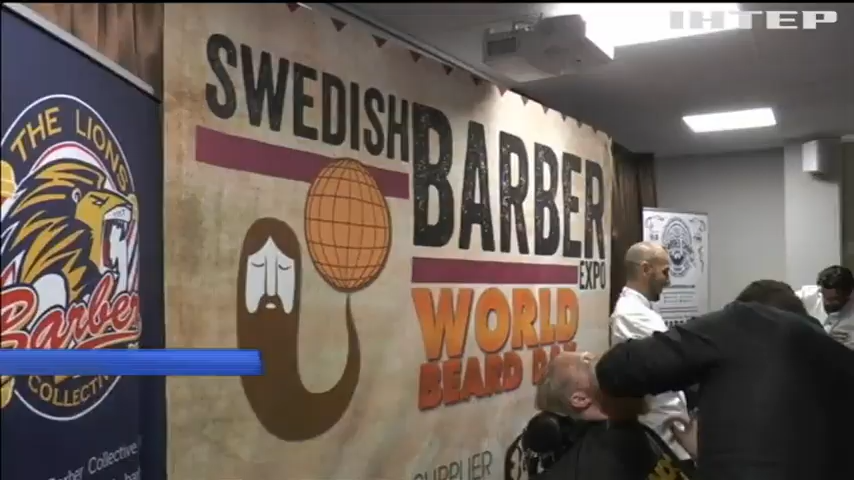 ІНТЕР
THE LIONS
Barber
COLLECTIVE
Barber Collective
SWEDISH
BARBER
EXPO
WORLD
BEARD DAY
SUPPLIER